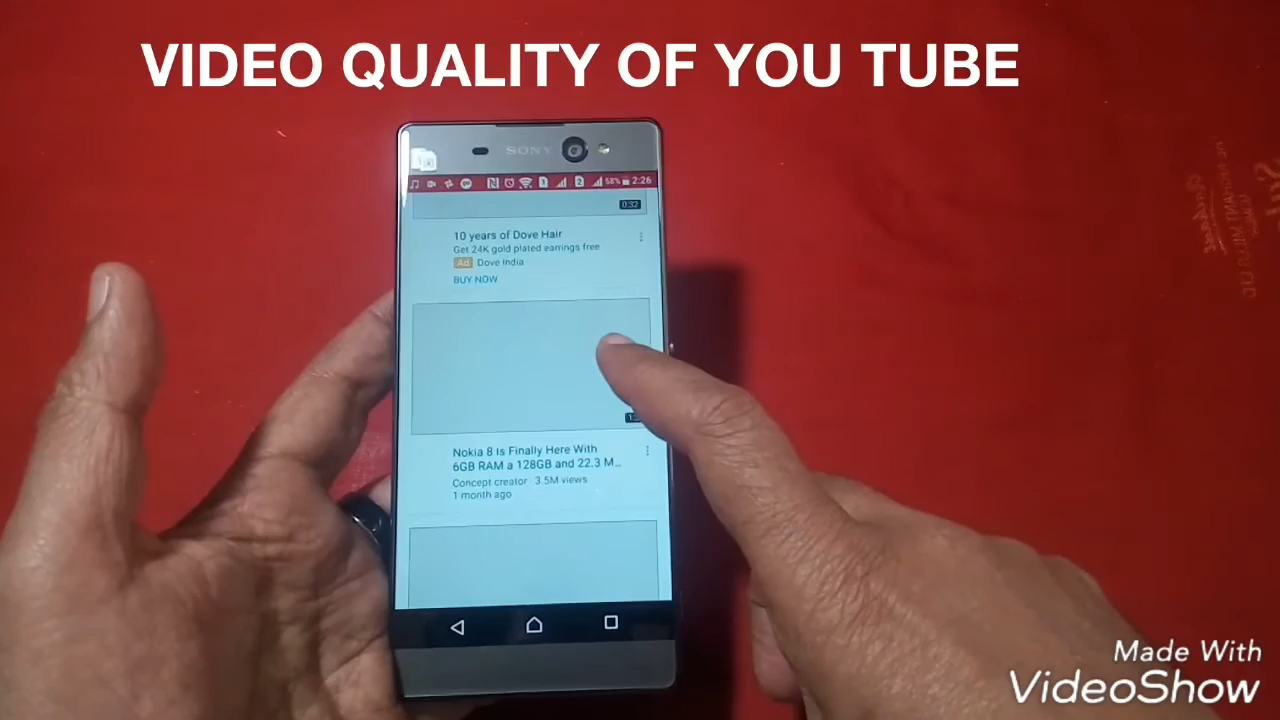 VIDEO QUALITY OF YOU TUBE
SONY
58% 2:26
0:32
10 years of Dove Hair
Get 24K gold plated earrings free
Ad Dove India
BUY NOW
Nokia 8 Is Finally Here With
6GB RAM a 128GB and 22.3 M...
Concept creator 3.5M views
1 month ago
Made With
VideoShow